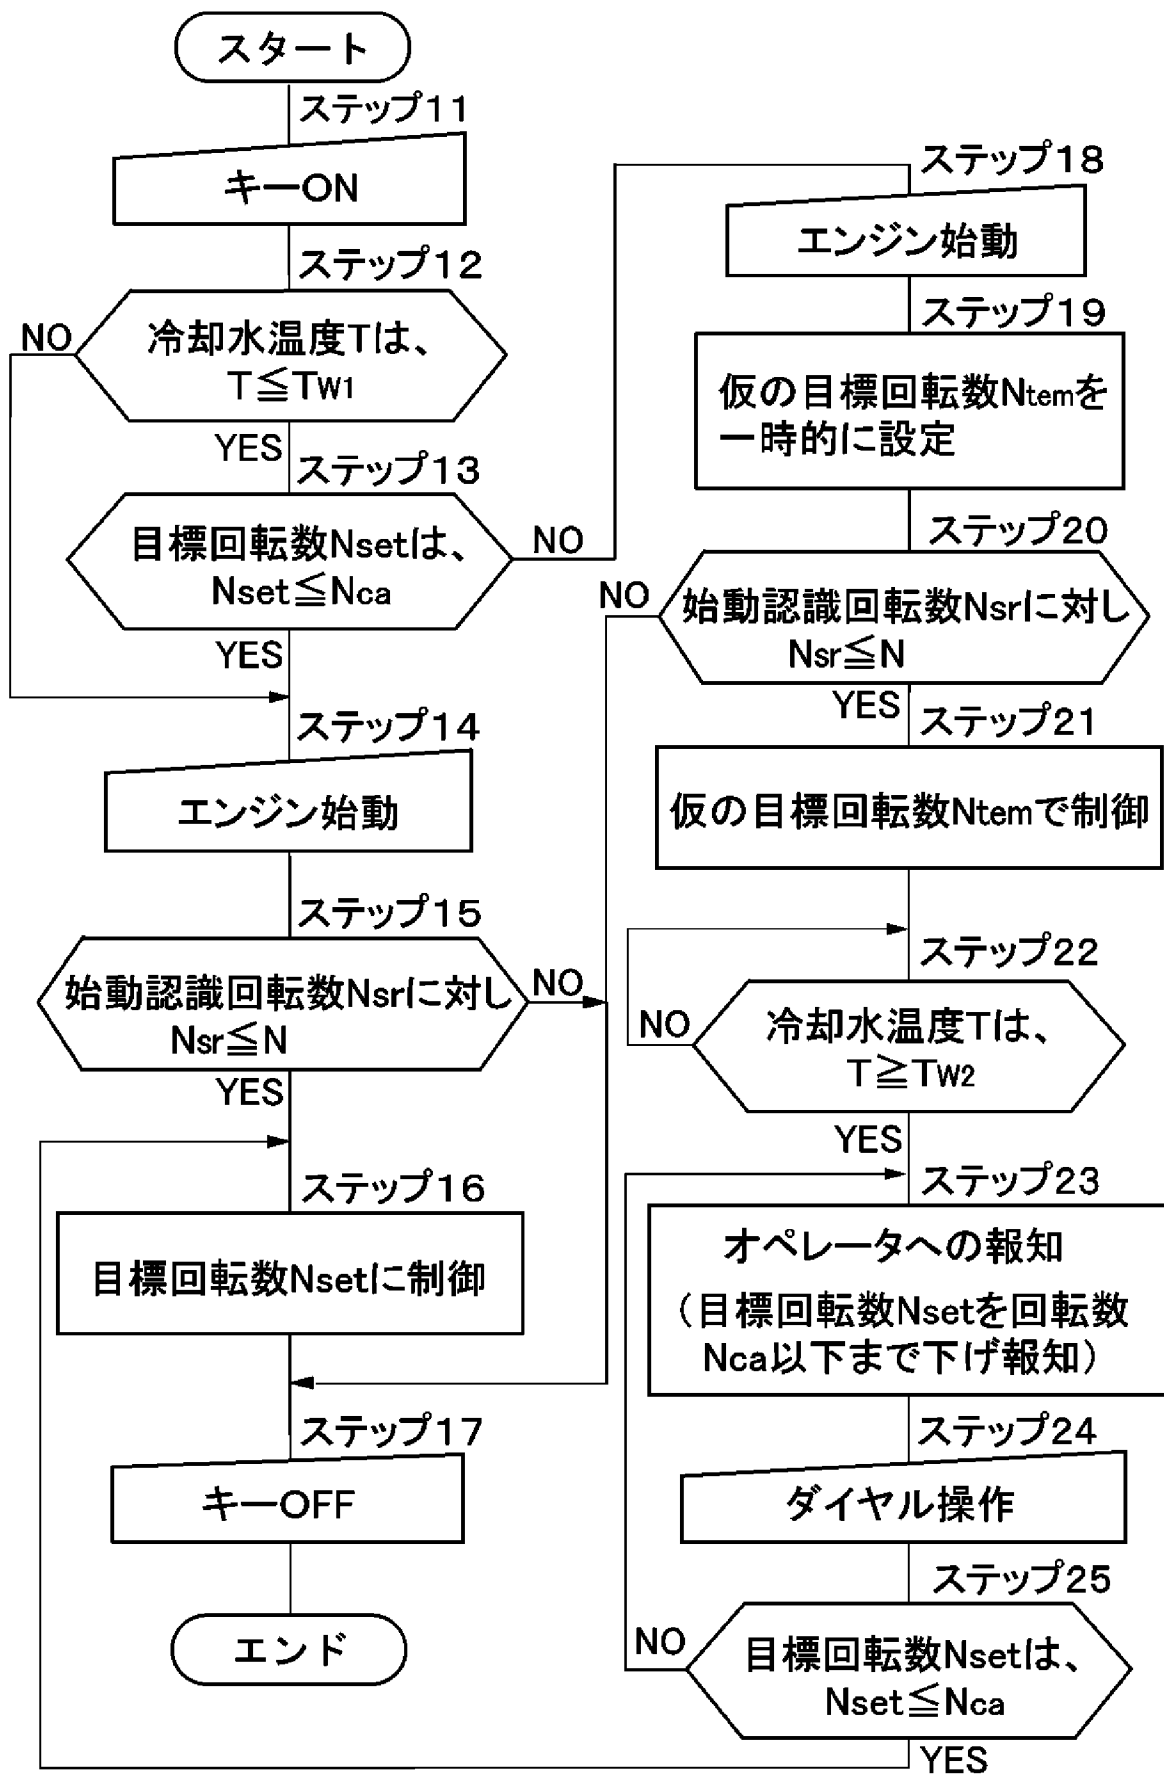 スタート
ステップ11
キーON
ステップ12
冷却水温度Tは、
T≦TW1
NO
YES
ステップ13
目標回転数Nsetは、
Nset≦Nca
NO
YES
ステップ14
エンジン始動
ステップ15
始動認識回転数Nsrに対し
Nsr≦N
NO
YES
ステップ16
目標回転数Nsetに制御
ステップ17
キーOFF
エンド
ステップ18
エンジン始動
ステップ19
仮の目標回転数Ntemを
一時的に設定
ステップ20
始動認識回転数Nsrに対し
Nsr≦N
NO
YES
ステップ21
仮の目標回転数Ntemで制御
ステップ22
冷却水温度Tは、
T≧TW2
NO
YES
ステップ23
オペレータへの報知
（目標回転数Nsetを回転数
Nca以下まで下げ報知）
ステップ24
ダイヤル操作
ステップ25
目標回転数Nsetは、
Nset≦Nca
NO
YES